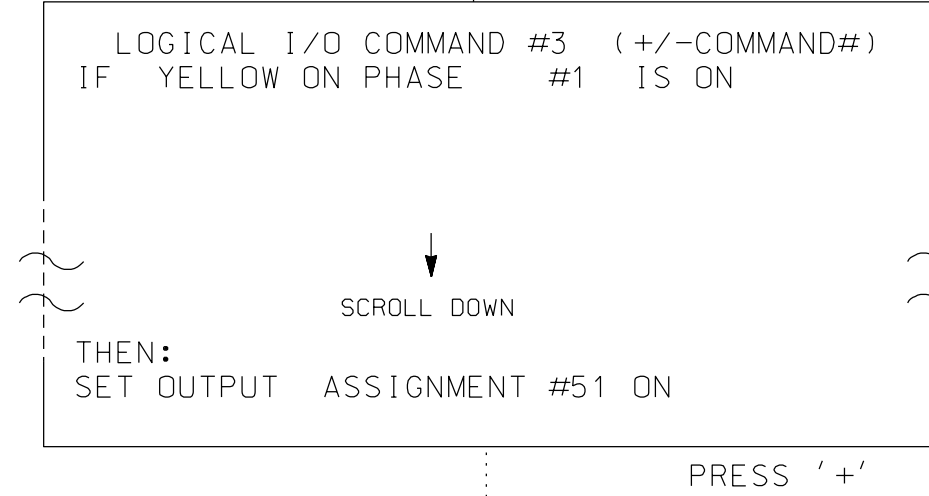 LOGICAL I/O COMMAND #3 (+/-COMMAND#)
IF YELLOW ON PHASE #1 IS ON
SCROLL DOWN
THEN:
SET OUTPUT ASSIGNMENT #51 ON
PRESS '+'